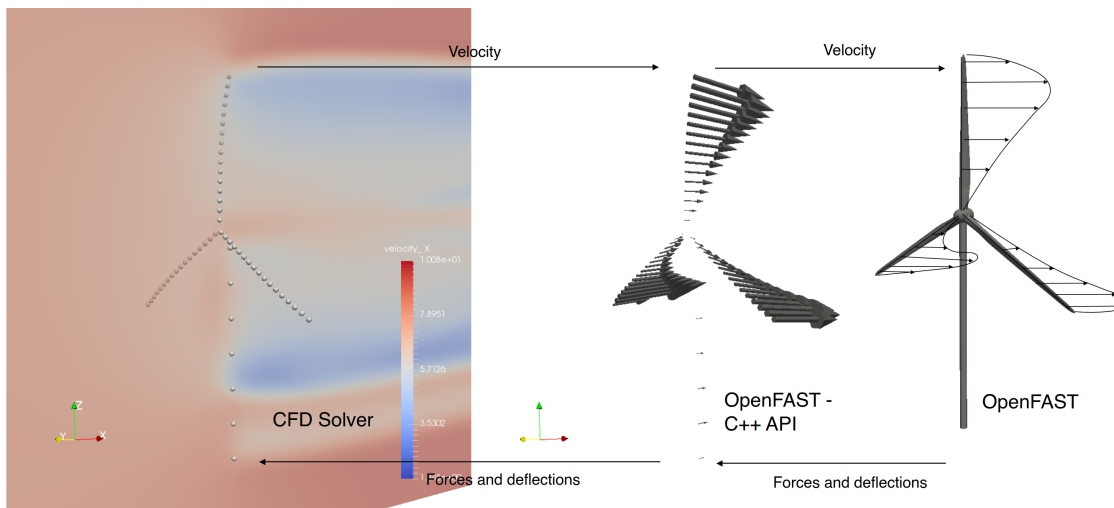 Velocity
Velocity
velocity_X
1.008e+01
7.8951
5.7126
3.5302
CFD Solver
OpenFAST -
C++ API
OpenFAST
Z
Y
X
Forces and deflections
Forces and deflections